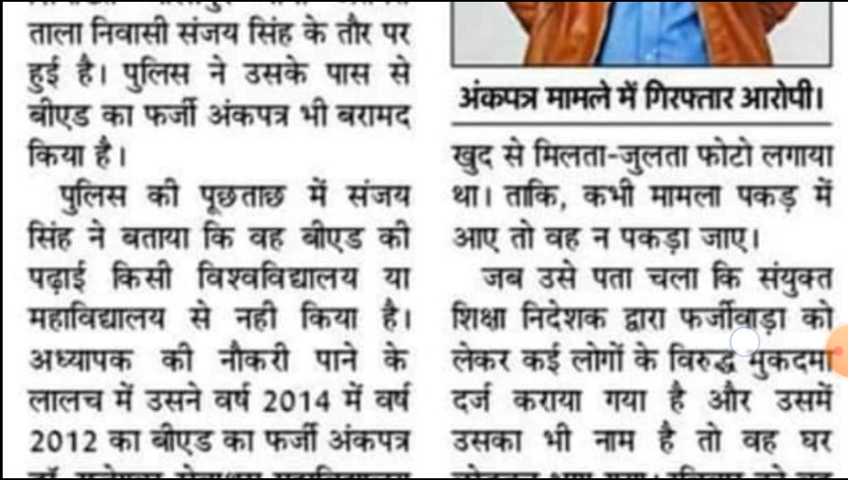 ताला निवासी संजय सिंह के तौर पर
हुई है। पुलिस ने उसके पास से
बीएड का फर्जी अंकपत्र भी बरामद
किया है।
पुलिस की पूछताछ में संजय
सिंह ने बताया कि वह बीएड की
पढ़ाई किसी विश्वविद्यालय या
महाविद्यालय से नही किया है।
अध्यापक की नौकरी पाने के
लालच में उसने वर्ष 2014 में वर्ष
2012 का बीएड का फर्जी अंकपत्र
अंकपत्र मामले में गिरफ्तार आरोपी।
खुद से मिलता-जुलता फोटो लगाया
था। ताकि, कभी मामला पकड़ में
आए तो वह न पकड़ा जाए।
जब उसे पता चला कि संयुक्त
शिक्षा निदेशक द्वारा फर्जीवाड़ा को
लेकर कई लोगों के विरुद्ध मुकदमा
दर्ज कराया गया है और उसमें
उसका भी नाम है तो वह घर